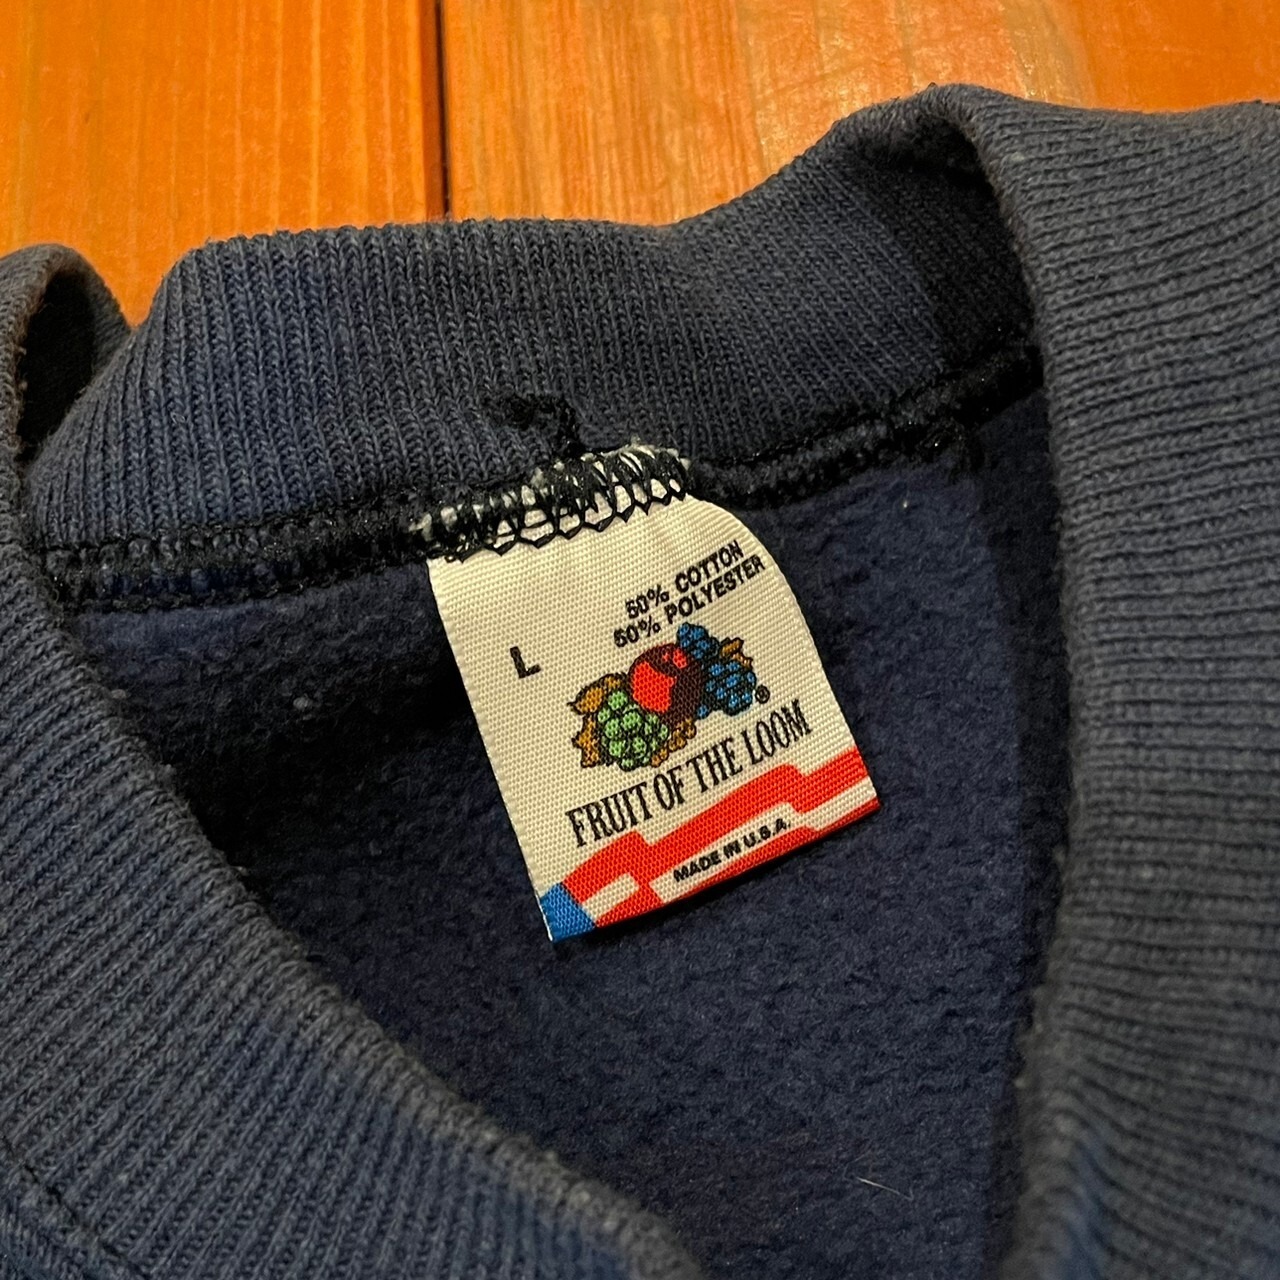 50% COTTON
50% POLYESTER
L
®
FRUIT OF THE LOOM
MADE IN U.S.A.